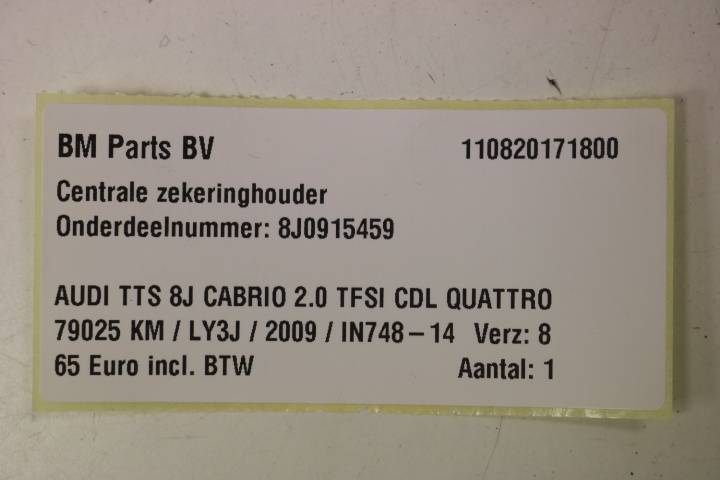 BM Parts BV 110820171800
Centrale zekeringhouder
Onderdeelnummer: 8J0915459
AUDI TTS 8J CABRIO 2.0 TFSI CDL QUATTRO
79025 KM / LY3J / 2009 / IN748-14 Verz: 8
65 Euro incl. BTW Aantal: 1